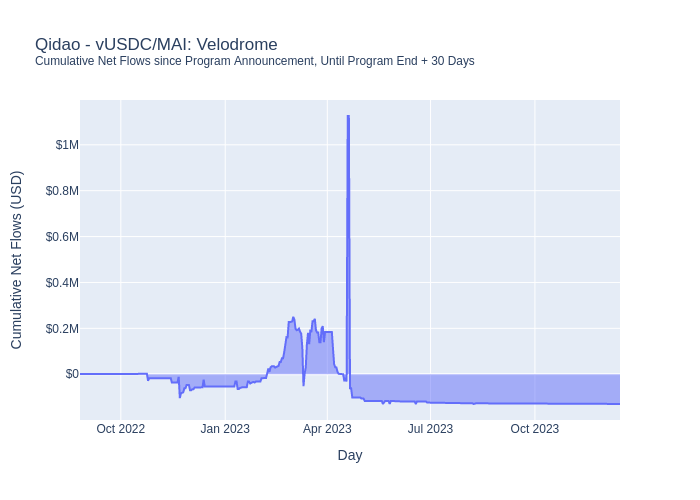 Qidao - vUSDC/MAI: Velodrome
Cumulative Net Flows since Program Announcement, Until Program End + 30 Days
Cumulative Net Flows (USD)
$1M
$0.8M
$0.6M
$0.4M
$0.2M
$0
Oct 2022
Jan 2023
Apr 2023
Jul 2023
Oct 2023
Day